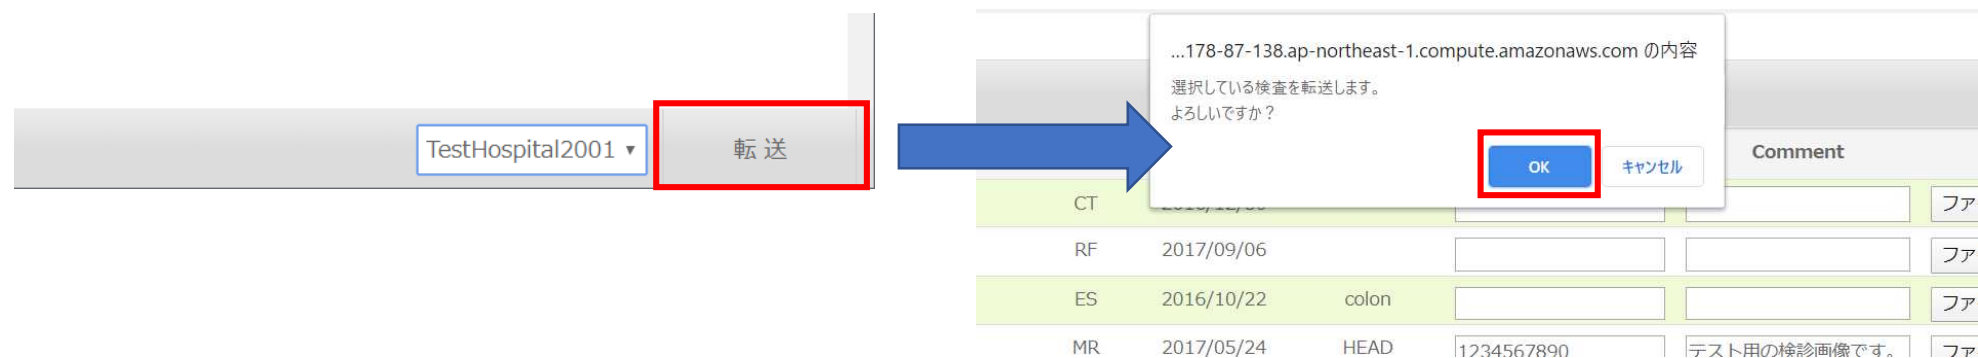 TestHospital2001
転 送
...178-87-138.ap-northeast-1.compute.amazonaws.com の内容
選択している検査を転送します。
よろしいですか？
OK キャンセル
Comment
CT ファ
RF 2017/09/06 ファ
ES 2016/10/22 colon ファ
MR 2017/05/24 HEAD 1234567890 テスト用の検診画像です。 ファ